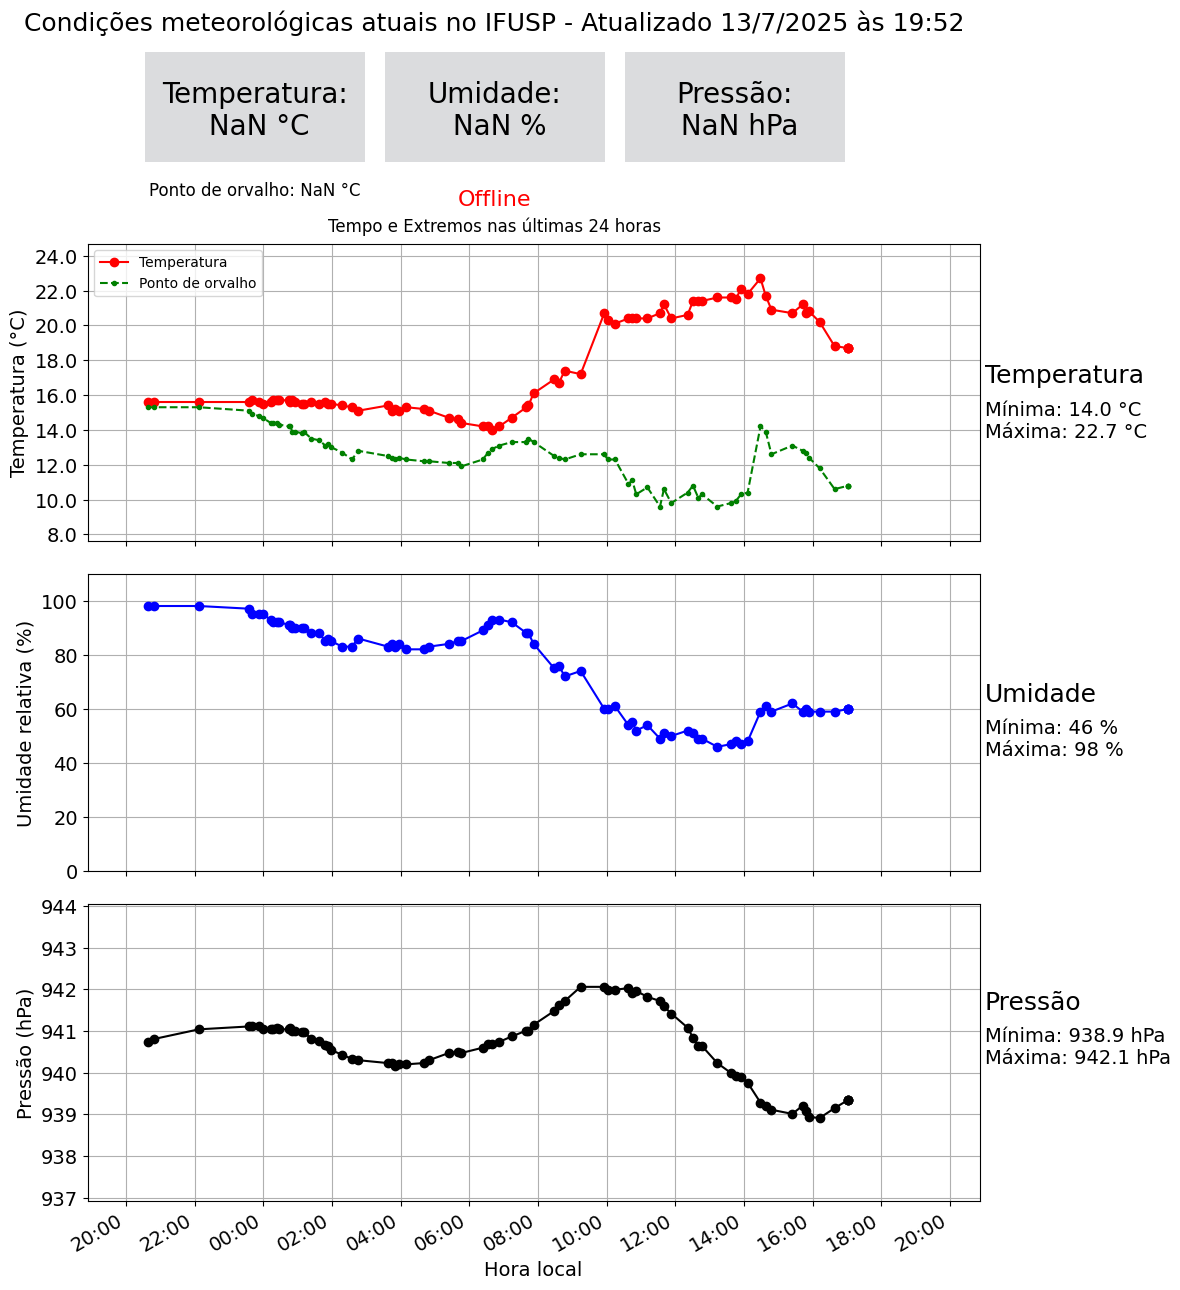 Condições meteorológicas atuais no IFUSP - Atualizado 13/7/2025 às 19:52
Temperatura:
NaN °C
Umidade:
NaN %
Pressão:
NaN hPa
Ponto de orvalho: NaN °C
Offline
Tempo e Extremos nas últimas 24 horas
Temperatura (°C)
24.0
22.0
20.0
18.0
16.0
14.0
12.0
10.0
8.0
Temperatura
Ponto de orvalho
Temperatura
Mínima: 14.0 °C
Máxima: 22.7 °C
Umidade relativa (%)
100
80
60
40
20
0
Umidade
Mínima: 46 %
Máxima: 98 %
Pressão (hPa)
944
943
942
941
940
939
938
937
Pressão
Mínima: 938.9 hPa
Máxima: 942.1 hPa
20:00 22:00 00:00 02:00 04:00 06:00 08:00 10:00 12:00 14:00 16:00 18:00 20:00
Hora local